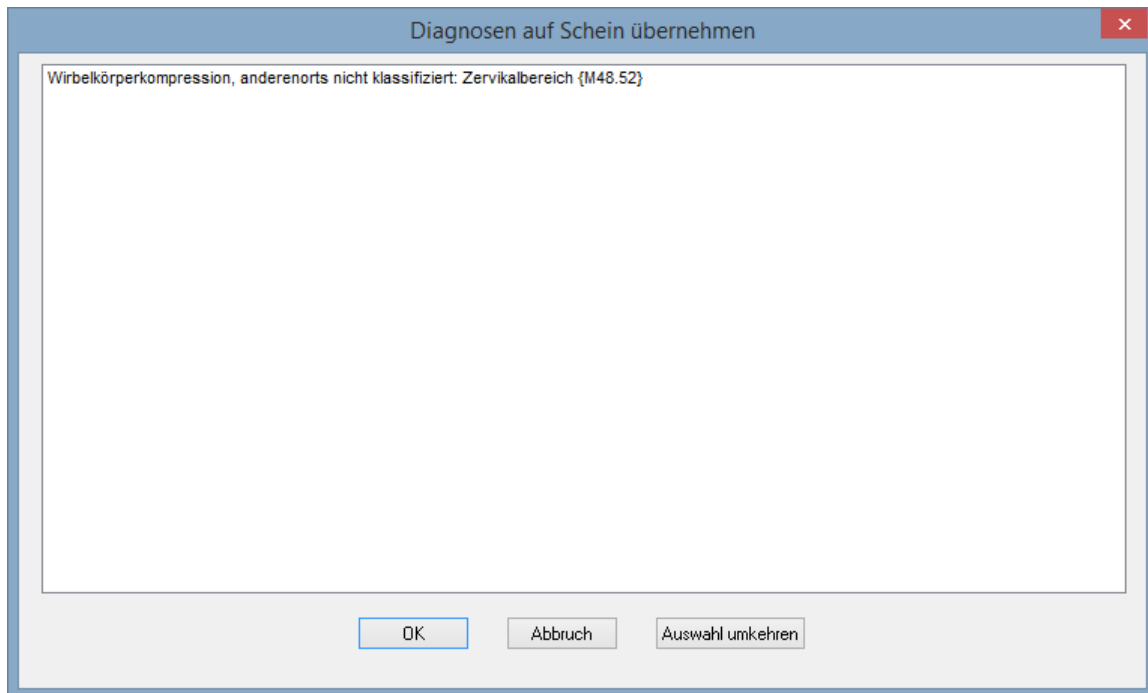 Diagnosen auf Schein übernehmen
Wirbelkörperkompression, anderenorts nicht klassifiziert: Zervikalbereich {M48.52}
OK
Abbruch
Auswahl umkehren